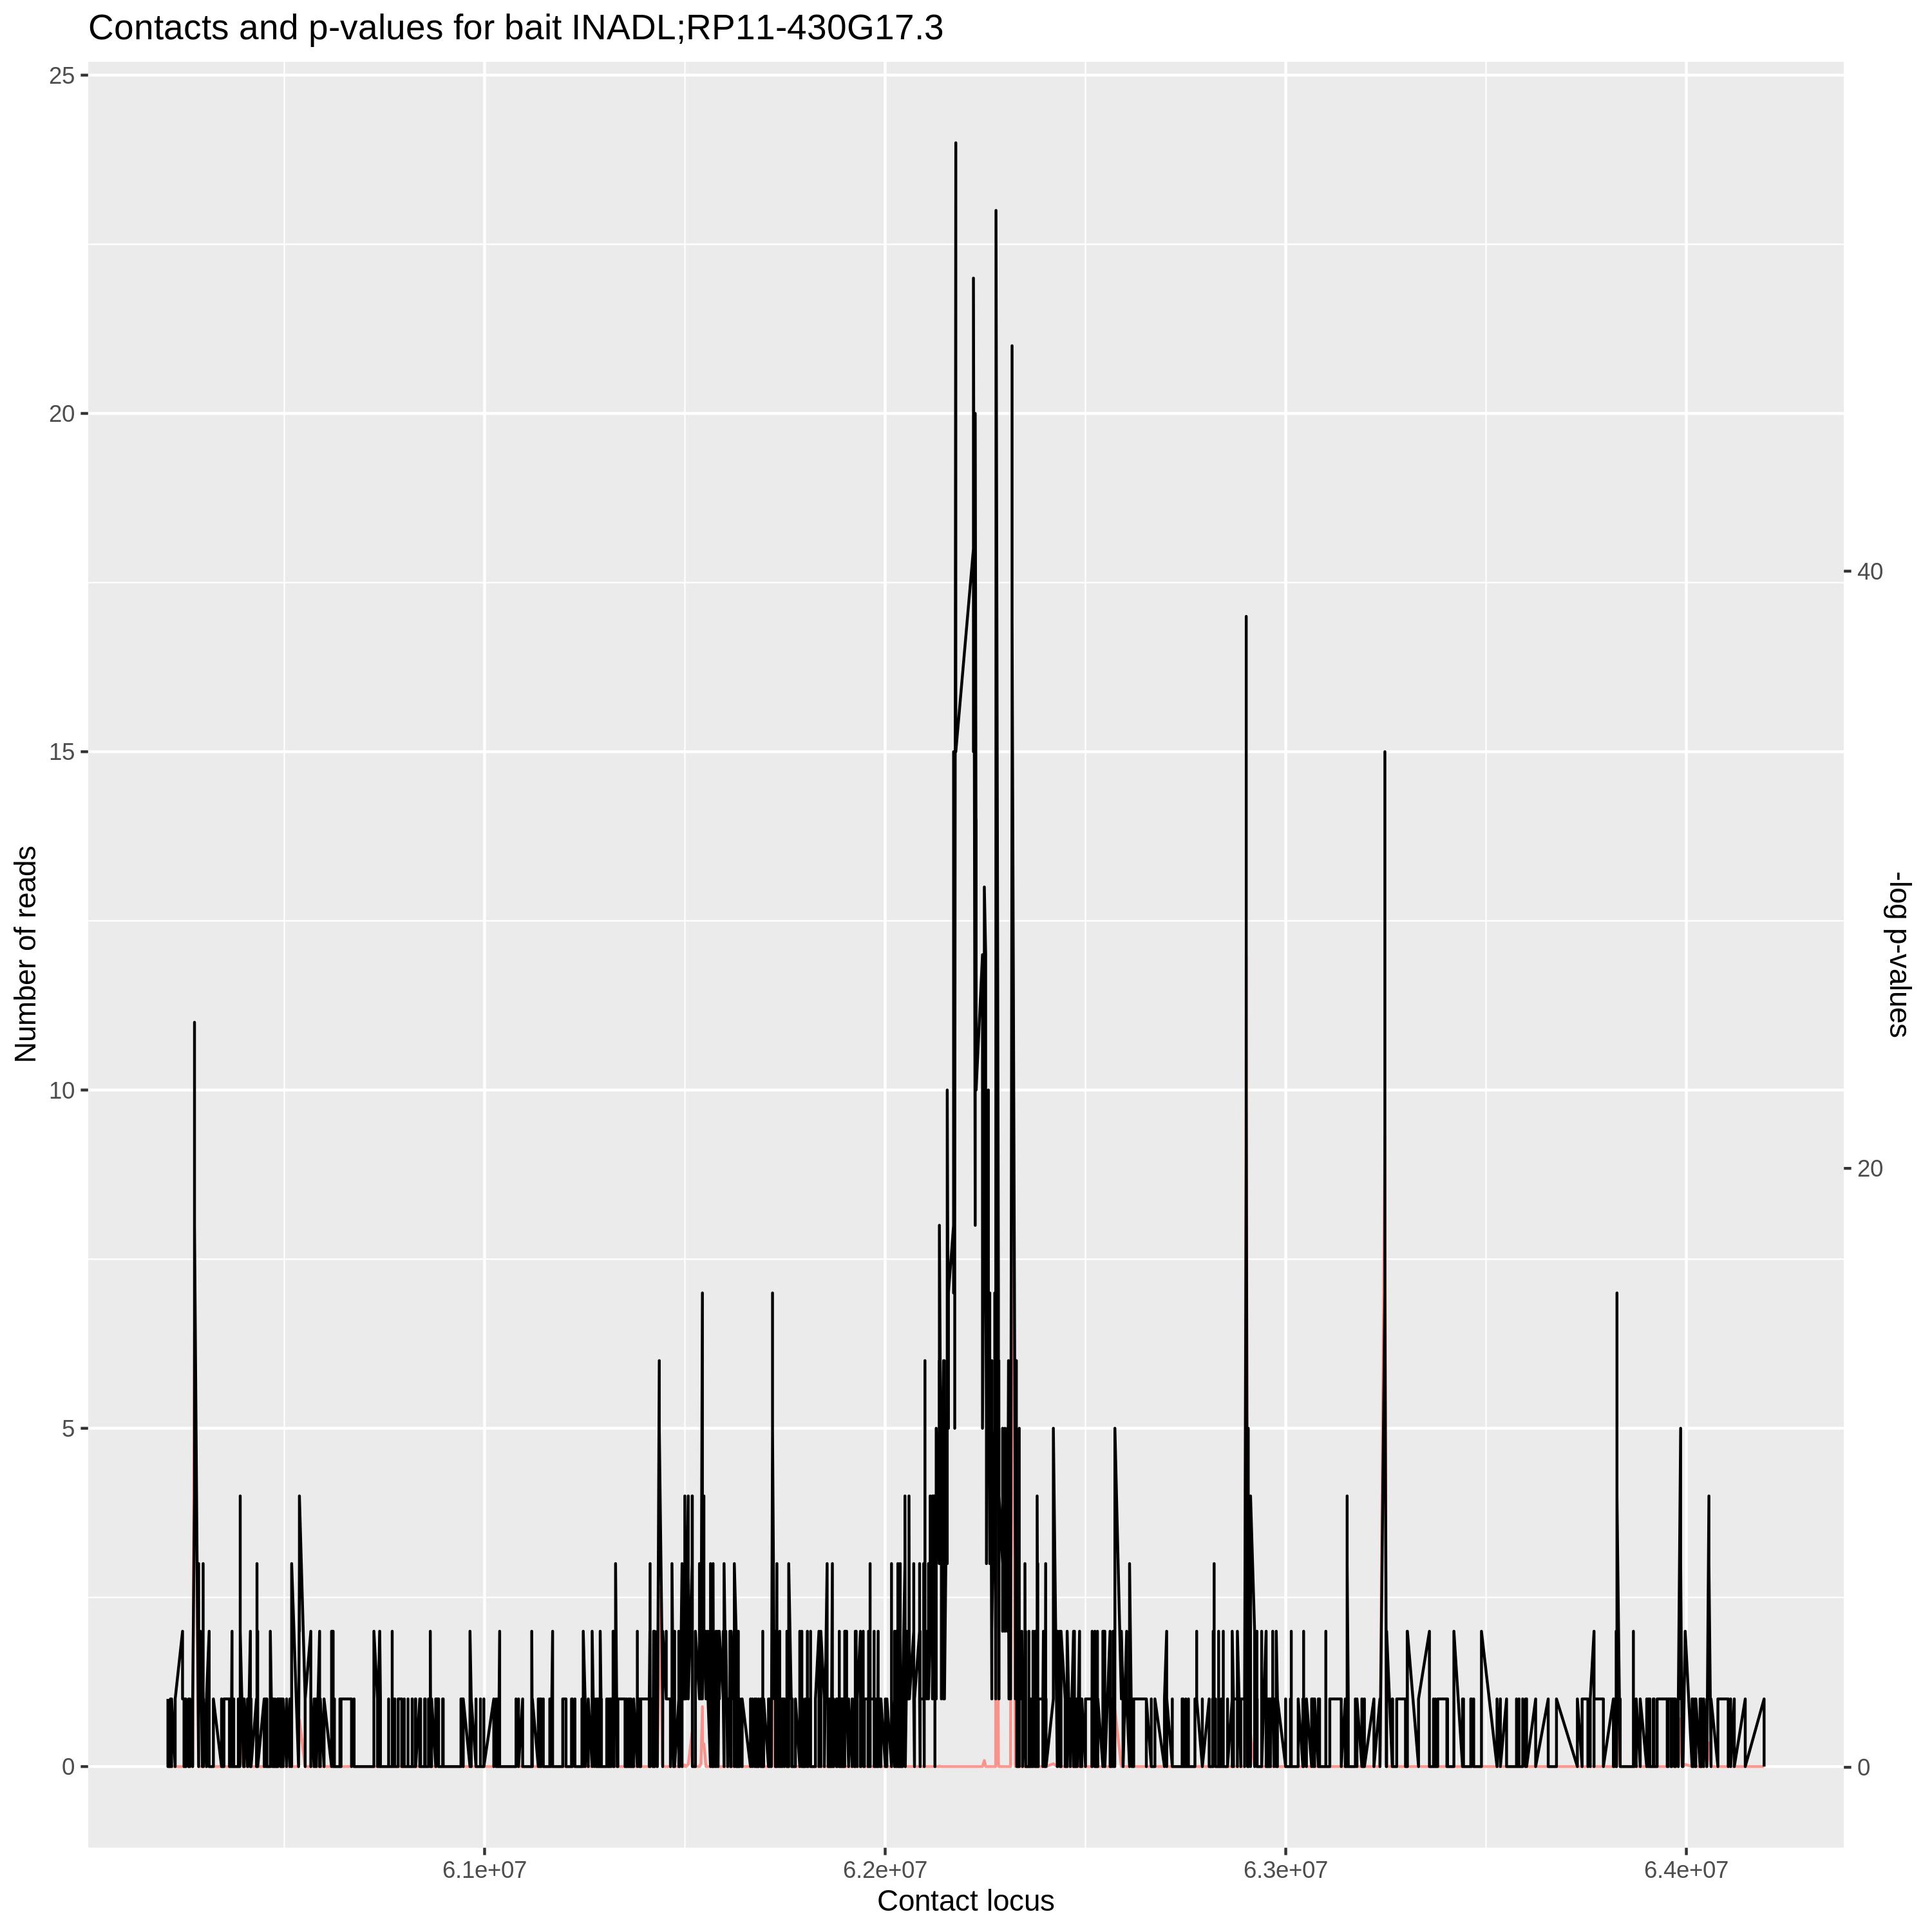 Contacts and p-values for bait INADL;RP11-430G17.3
25
20
15
10
5
0
Number of reads
40
20
0
-log p-values
6.1e+07 6.2e+07 6.3e+07 6.4e+07
Contact locus